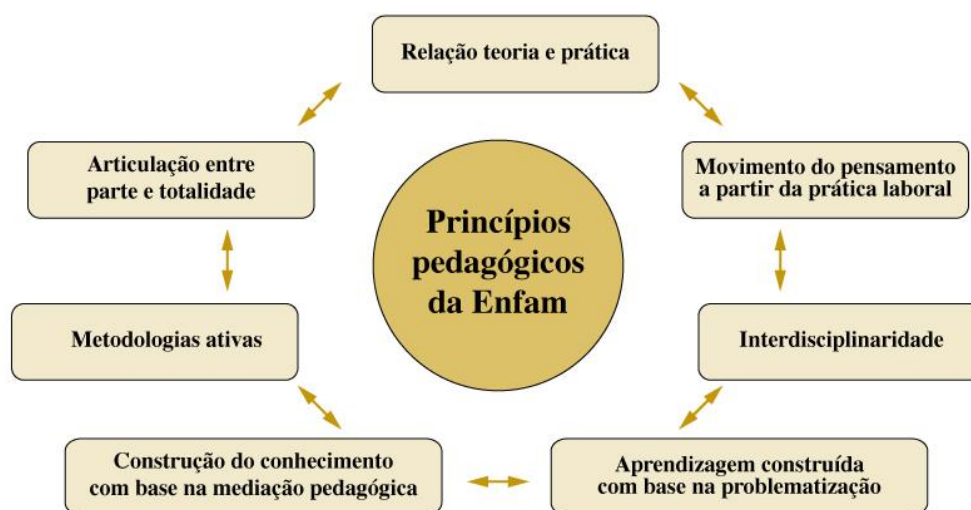 Relação teoria e prática
Articulação entre
parte e totalidade
Movimento do pensamento
a partir da prática laboral
Princípios
pedagógicos
da Enfam
Metodologias ativas
Interdisciplinaridade
Construção do conhecimento
com base na mediação pedagógica
Aprendizagem construída
com base na problematização